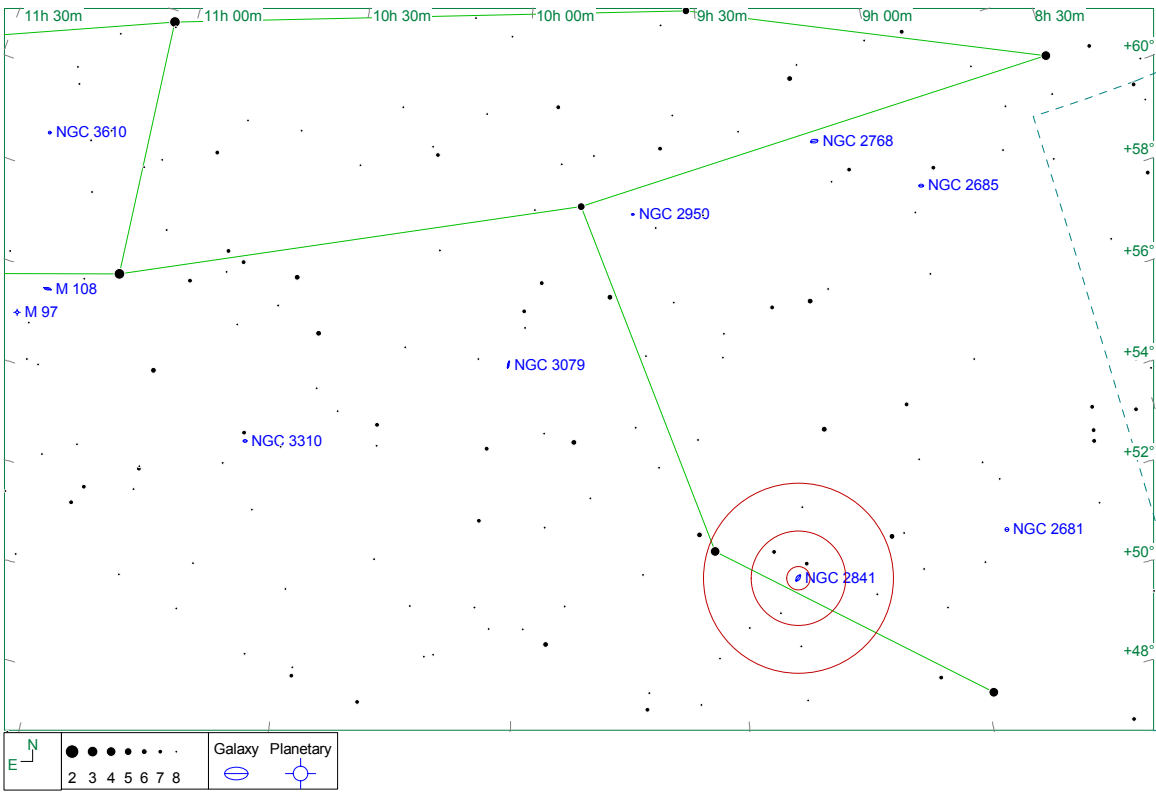 11h 30m 11h 00m 10h 30m 10h 00m 9h 30m 9h 00m 8h 30m
+60°
NGC 3610
NGC 2768
+58°
NGC 2685
NGC 2950
+56°
M 108
M 97
+54°
NGC 3079
NGC 3310
+52°
NGC 2681
+50°
NGC 2841
+48°
N
E
2 3 4 5 6 7 8
Galaxy Planetary